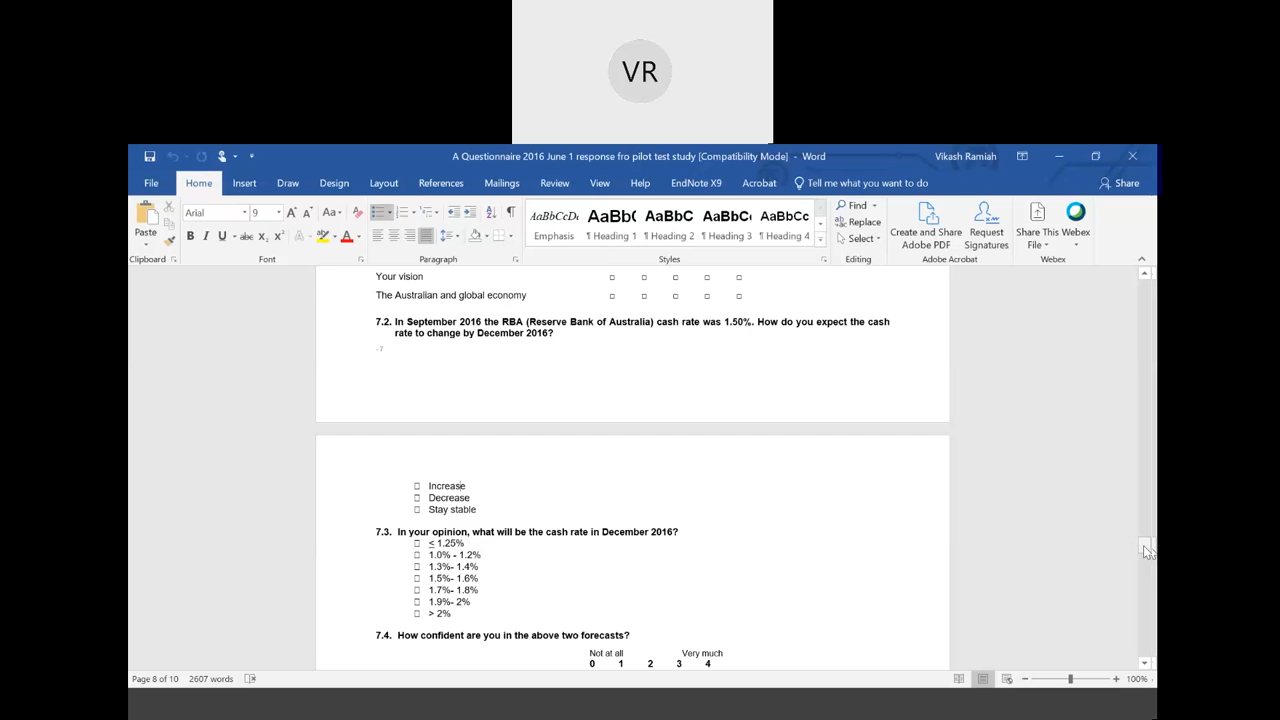 VR
A Questionnaire 2016 June 1 response fro pilot test study [Compatibility Mode] - Word
Vikash Ramiah
File Home Insert Draw Design Layout References Mailings Review View Help EndNote X9 Acrobat Tell me what you want to do Share
Paste
Arial 9
Aa
B I U abc X₂ X² A
AaBbCcDt AaBbC AaBbC AaBbCc AaBbCc
Emphasis ¶ Heading 1 ¶ Heading 2 ¶ Heading 3 ¶ Heading 4
Find
Replace
Select
Create and Share Adobe PDF
Request Signatures
Share This File
Webex
Clipboard Font Paragraph Styles Editing Adobe Acrobat Webex
Your vision
The Australian and global economy
7.2. In September 2016 the RBA (Reserve Bank of Australia) cash rate was 1.50%. How do you expect the cash
rate to change by December 2016?
-7
Increase
Decrease
Stay stable
7.3. In your opinion, what will be the cash rate in December 2016?
< 1.25%
1.0% - 1.2%
1.3%- 1.4%
1.5%- 1.6%
1.7%- 1.8%
1.9%- 2%
> 2%
7.4. How confident are you in the above two forecasts?
Not at all Very much
0 1 2 3 4
Page 8 of 10 2607 words 100%